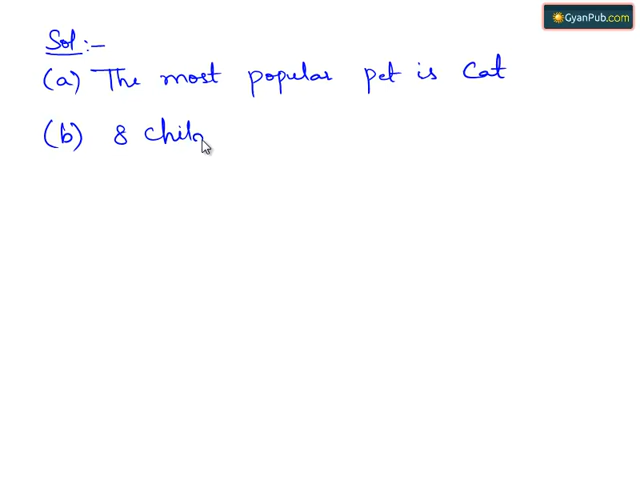 GyanPub.com
Sol:-
(a) The most popular pet is Cat
(b) 8 Chil